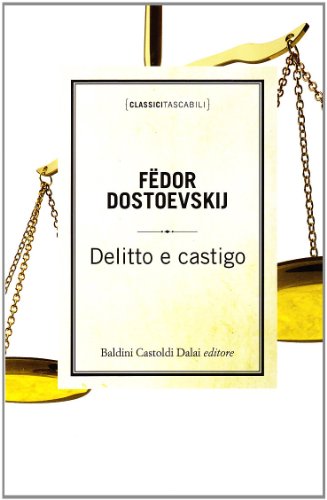 {CLASSICITASCABILI}
FËDOR
DOSTOEVSKIJ
Delitto e castigo
Baldini Castoldi Dalai editore